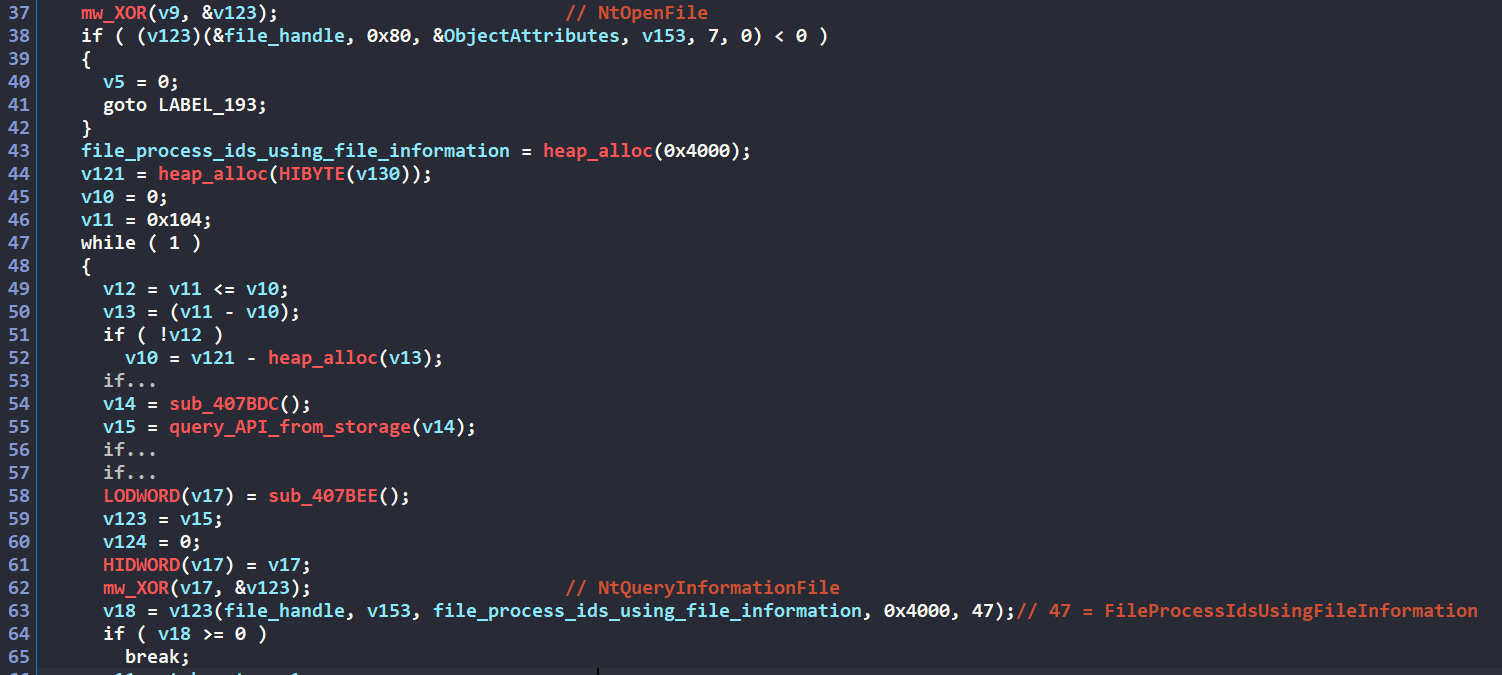 37 mw_XOR(v9, &v123); // NtOpenFile
38 if ( (v123)(&file_handle, 0x80, &ObjectAttributes, v153, 7, 0) < 0 )
39 {
40 v5 = 0;
41 goto LABEL_193;
42 }
43 file_process_ids_using_file_information = heap_alloc(0x4000);
44 v121 = heap_alloc(HIBYTE(v130));
45 v10 = 0;
46 v11 = 0x104;
47 while ( 1 )
48 {
49 v12 = v11 <= v10;
50 v13 = (v11 - v10);
51 if ( !v12 )
52 v10 = v121 - heap_alloc(v13);
53 if...
54 v14 = sub_407BDC();
55 v15 = query_API_from_storage(v14);
56 if...
57 if...
58 LODWORD(v17) = sub_407BEE();
59 v123 = v15;
60 v124 = 0;
61 HIDWORD(v17) = v17;
62 mw_XOR(v17, &v123); // NtQueryInformationFile
63 v18 = v123(file_handle, v153, file_process_ids_using_file_information, 0x4000, 47);// 47 = FileProcessIdsUsingFileInformation
64 if ( v18 >= 0 )
65 break;